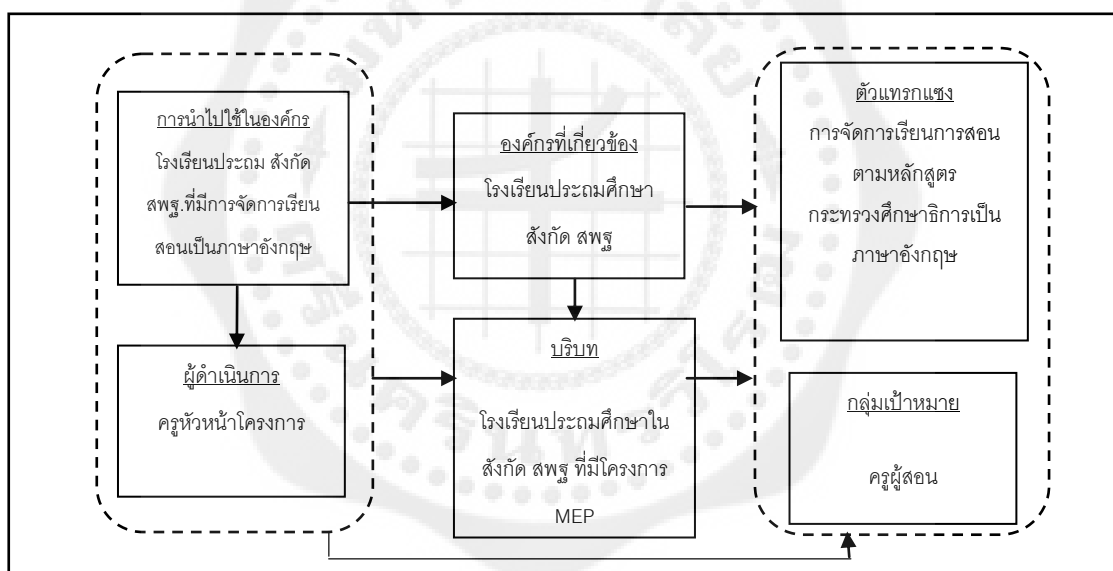 การนำไปใช้ในองค์กร
โรงเรียนประถม สังกัด
สพฐ.ที่มีการจัดการเรียน
สอนเป็นภาษาอังกฤษ
ผู้ดำเนินการ
ครูหัวหน้าโครงการ
องค์กรที่เกี่ยวข้อง
โรงเรียนประถมศึกษา
สังกัด สพฐ
บริบท
โรงเรียนประถมศึกษาใน
สังกัด สพฐ ที่มีโครงการ
MEP
ตัวแทรกแซง
การจัดการเรียนการสอน
ตามหลักสูตร
กระทรวงศึกษาธิการเป็น
ภาษาอังกฤษ
กลุ่มเป้าหมาย
ครูผู้สอน